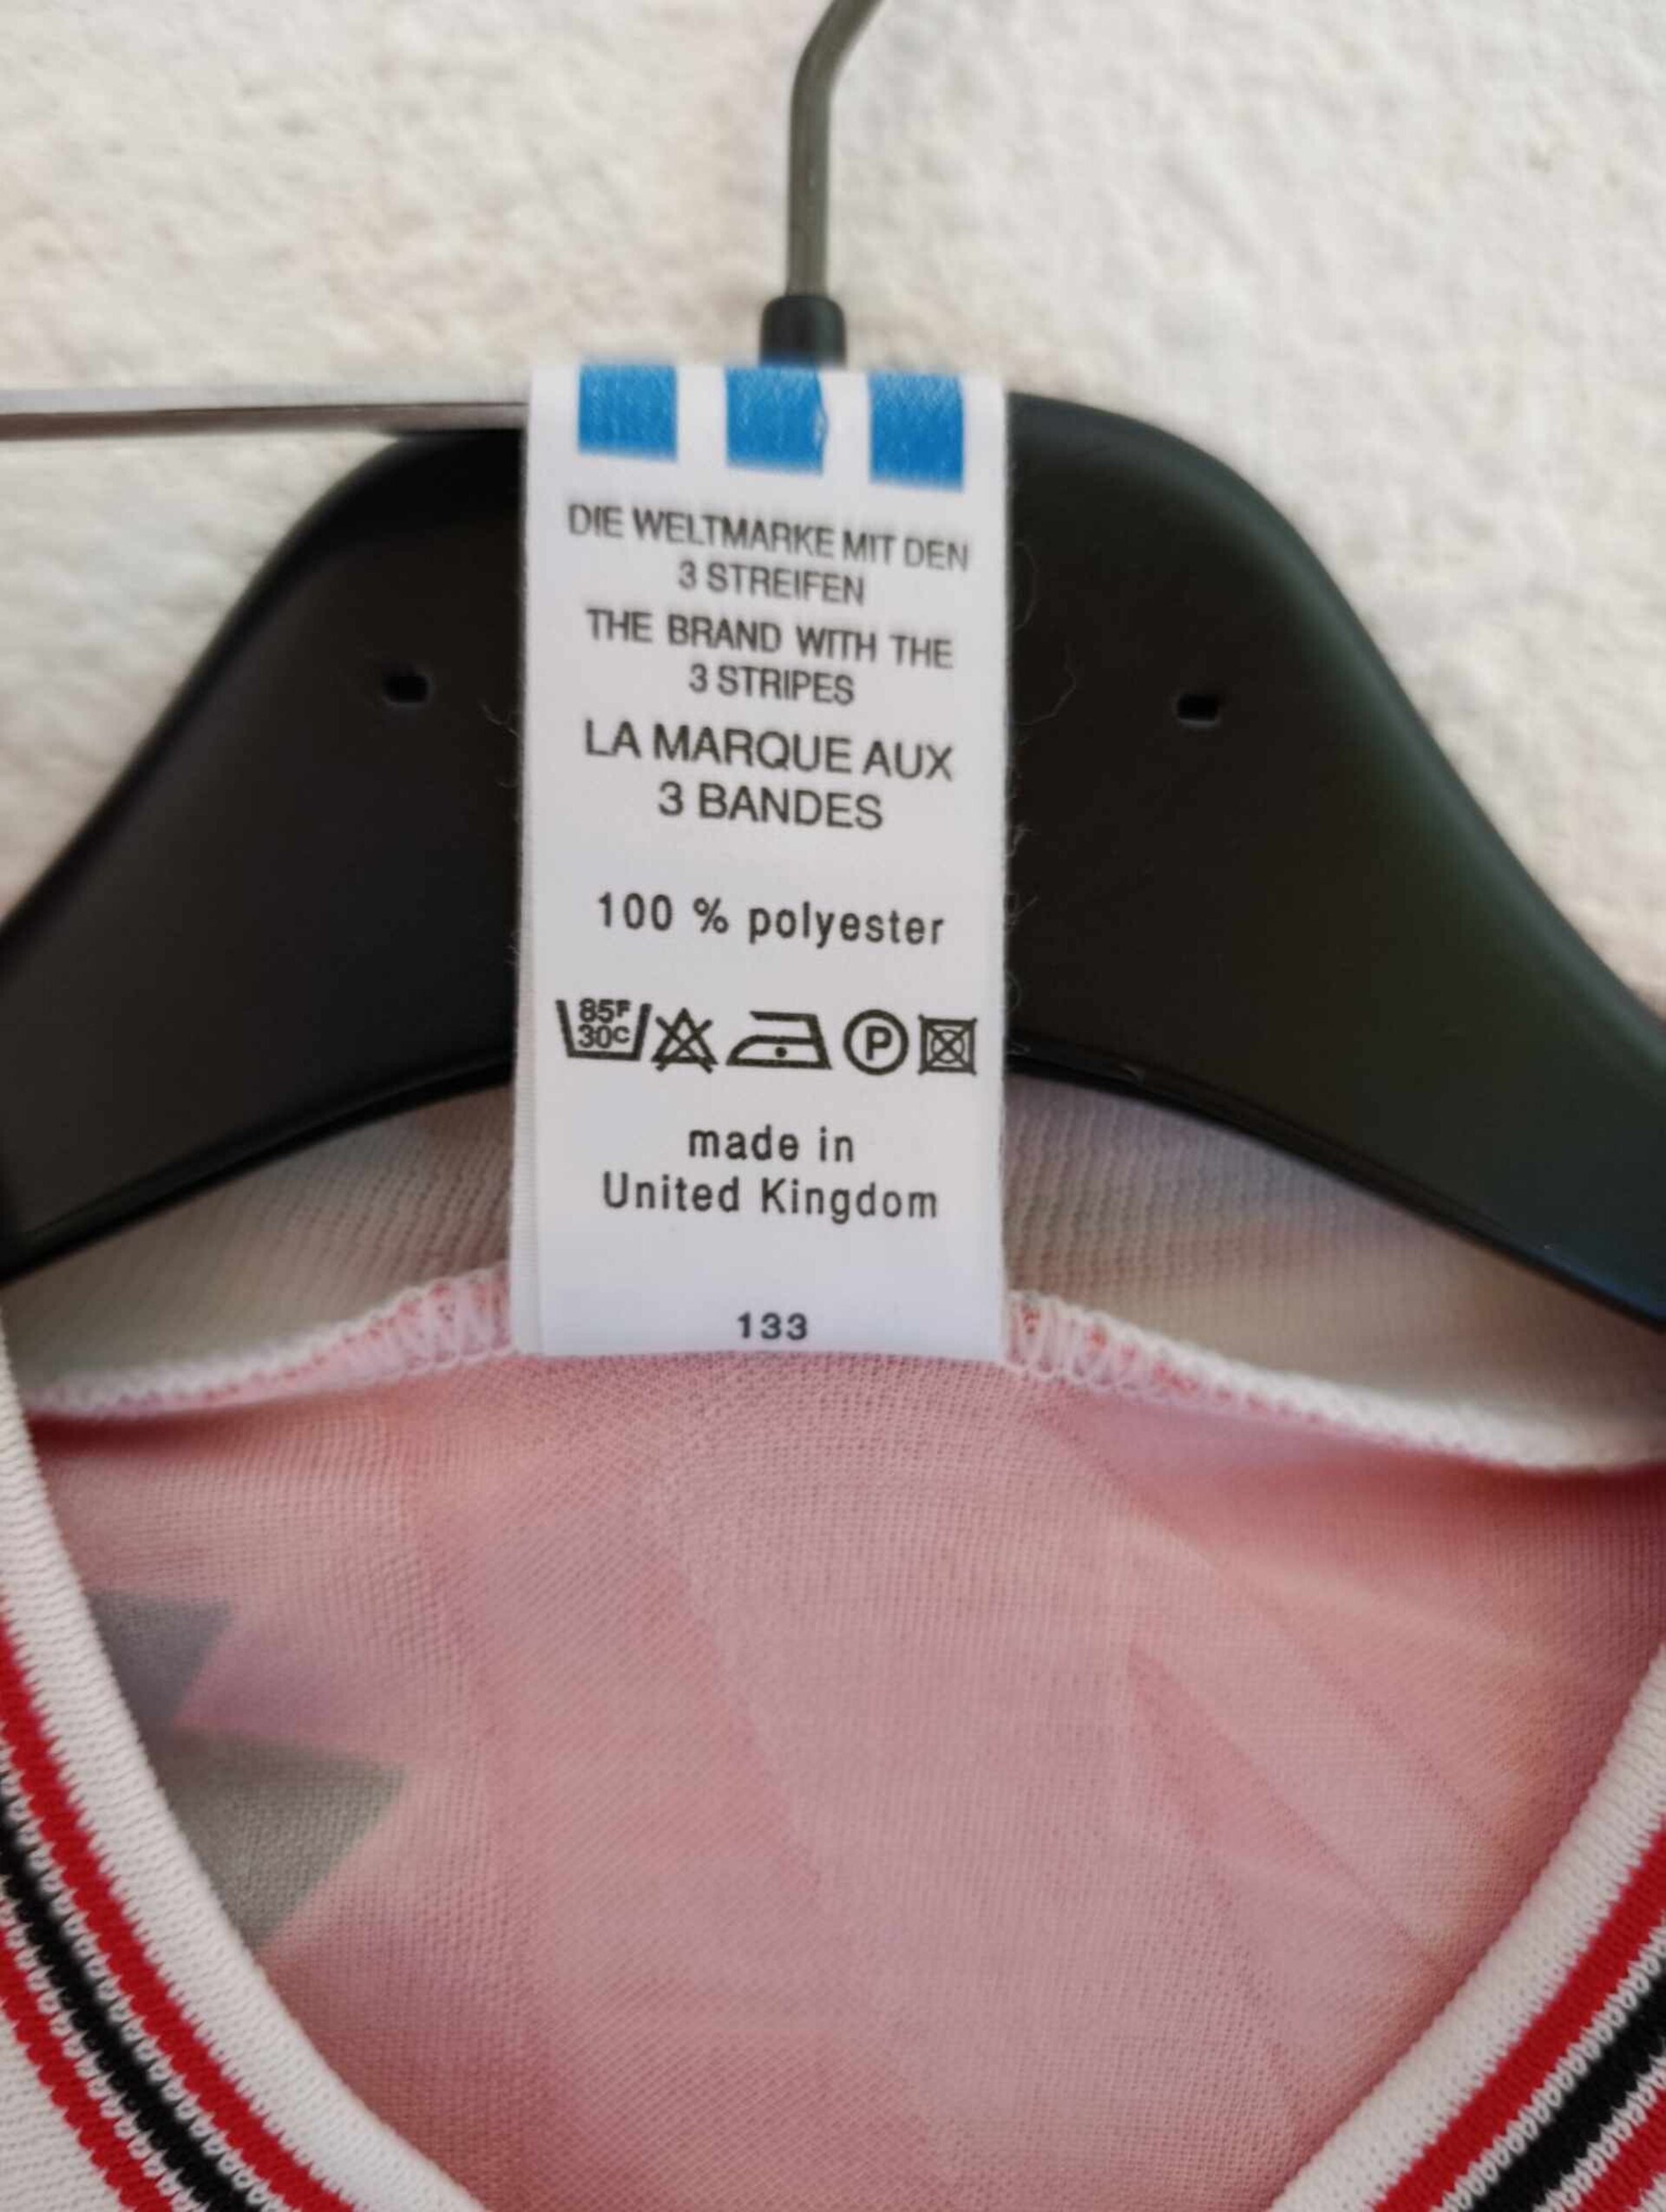 DIE WELTMARKE MIT DEN
3 STREIFEN
THE BRAND WITH THE
3 STRIPES
LA MARQUE AUX
3 BANDES
100 % polyester
85F
30C
P
made in
United Kingdom
133